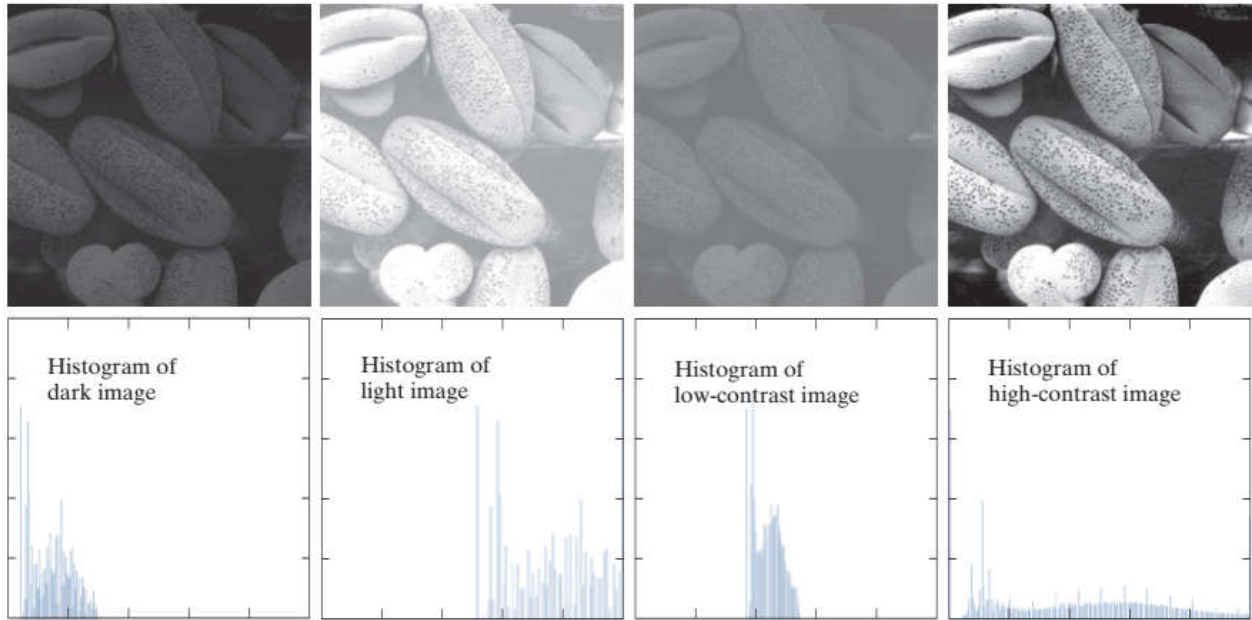 Histogram of
dark image
Histogram of
light image
Histogram of
low-contrast image
Histogram of
high-contrast image